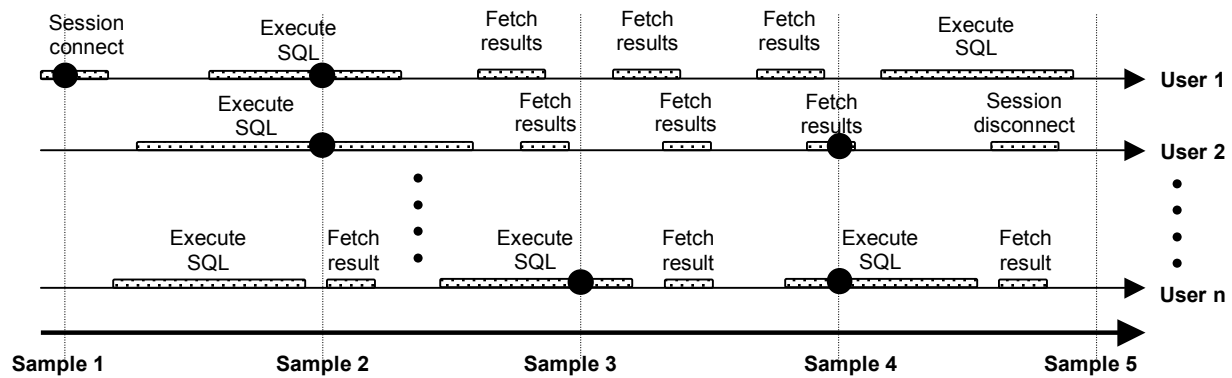 Session
connect
Execute
SQL
Fetch
results
Fetch
results
Fetch
results
Execute
SQL
User 1
Execute
SQL
Fetch
results
Fetch
results
Fetch
results
Session
disconnect
User 2
Execute
SQL
Fetch
result
Execute
SQL
Fetch
result
Execute
SQL
Fetch
result
User n
Sample 1
Sample 2
Sample 3
Sample 4
Sample 5